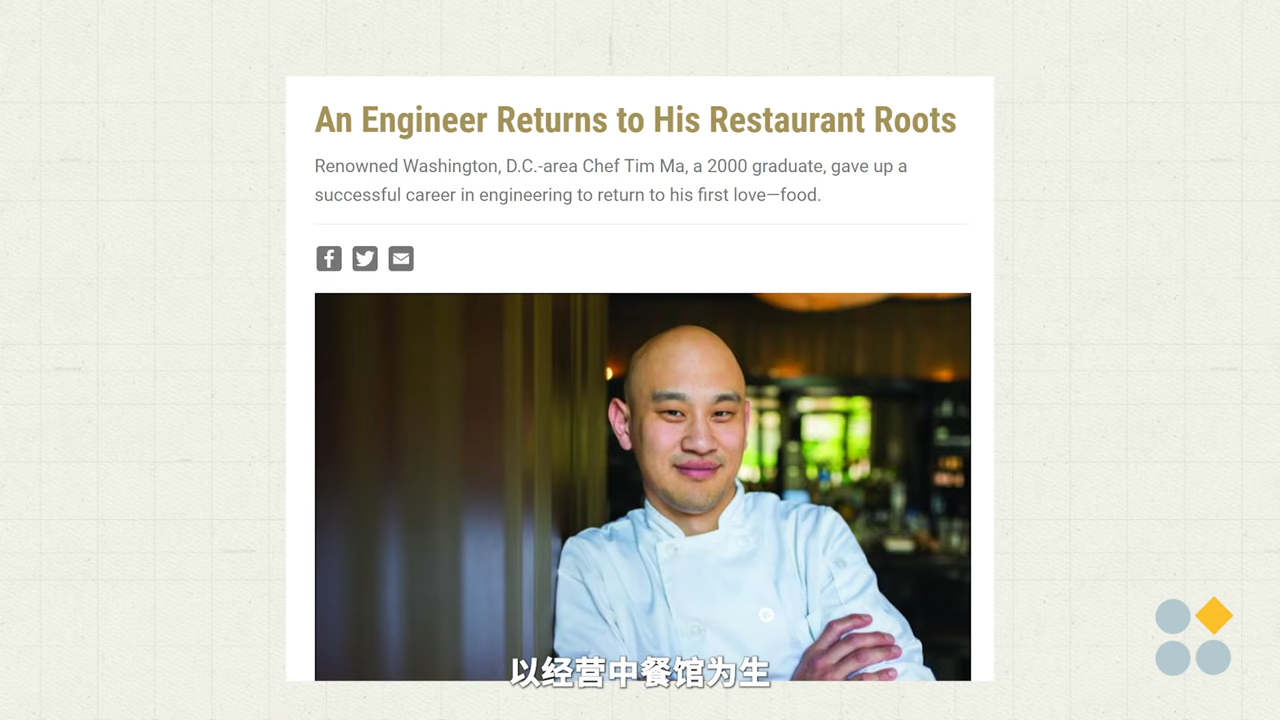 An Engineer Returns to His Restaurant Roots
Renowned Washington, D.C.-area Chef Tim Ma, a 2000 graduate, gave up a
successful career in engineering to return to his first love—food.
以经营中餐馆为生